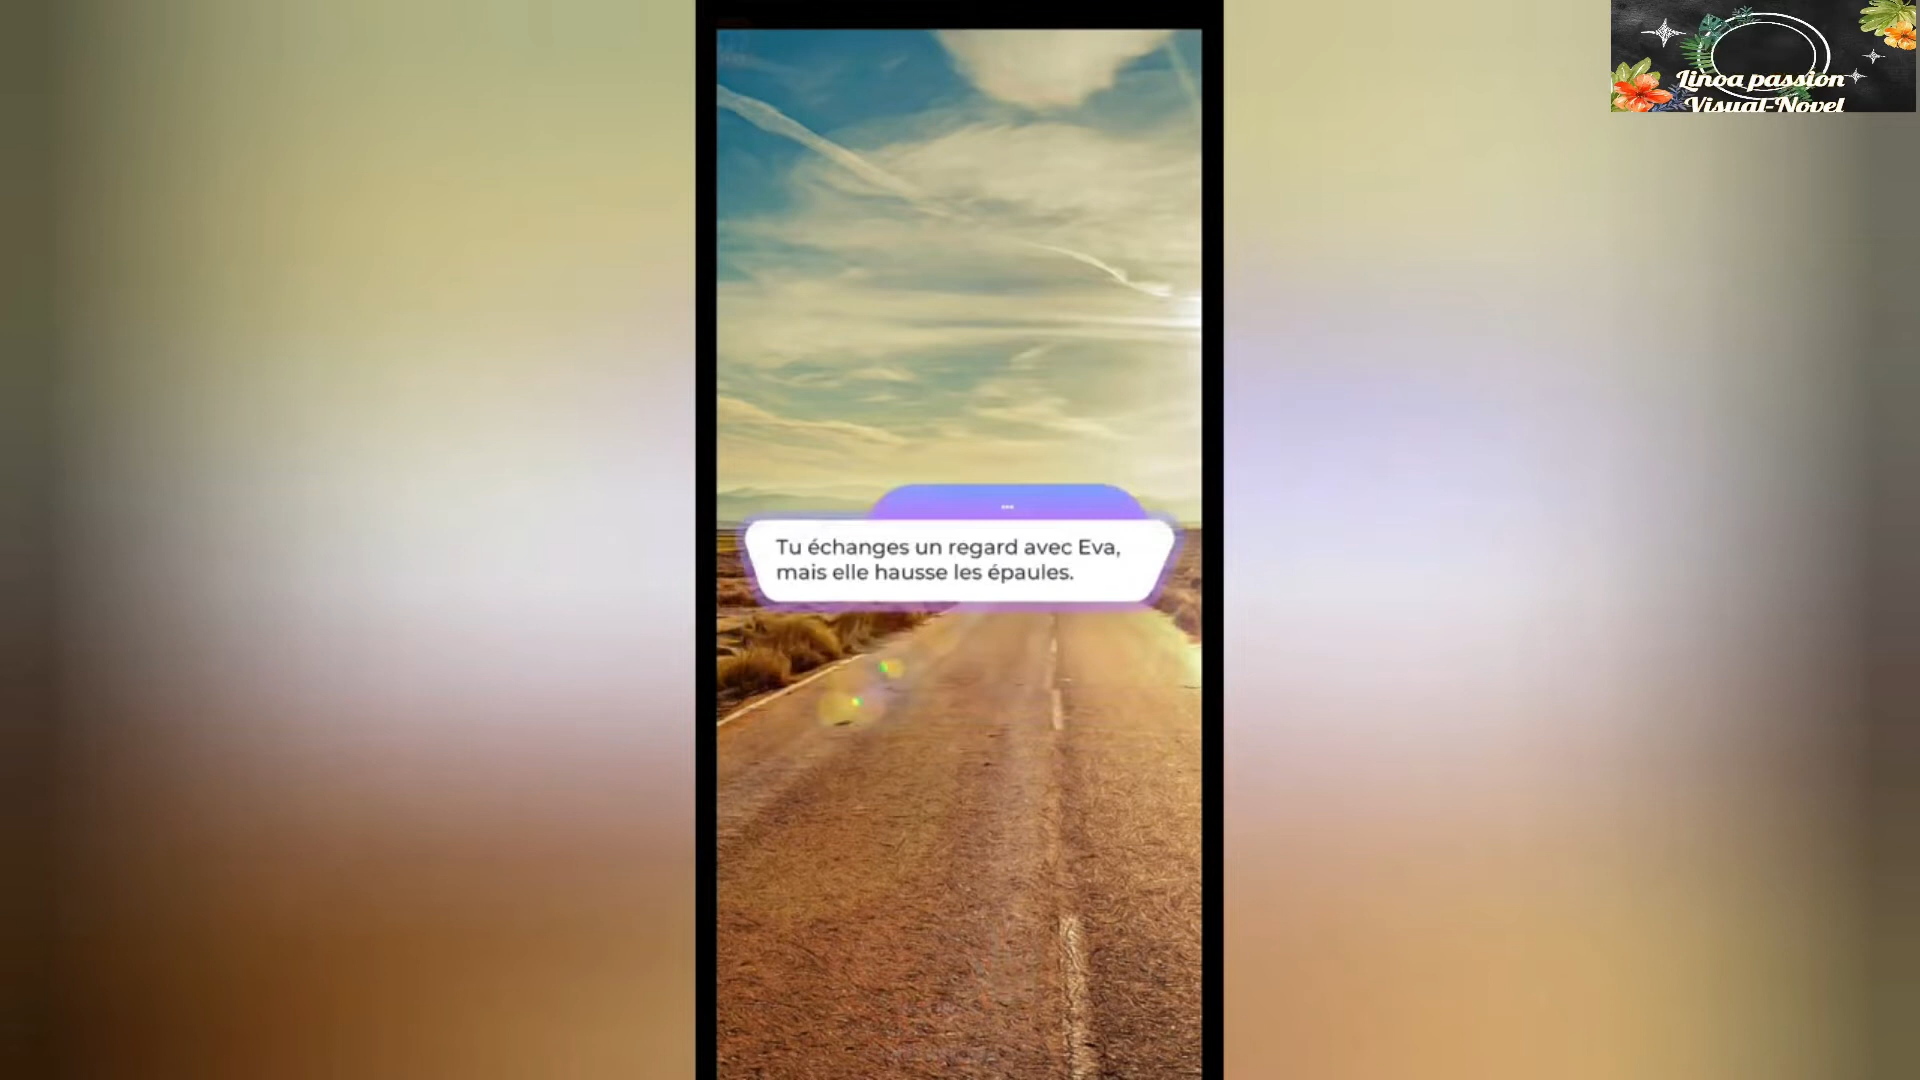 Linoa passion
Visual-Novel
...
Tu échanges un regard avec Eva,
mais elle hausse les épaules.